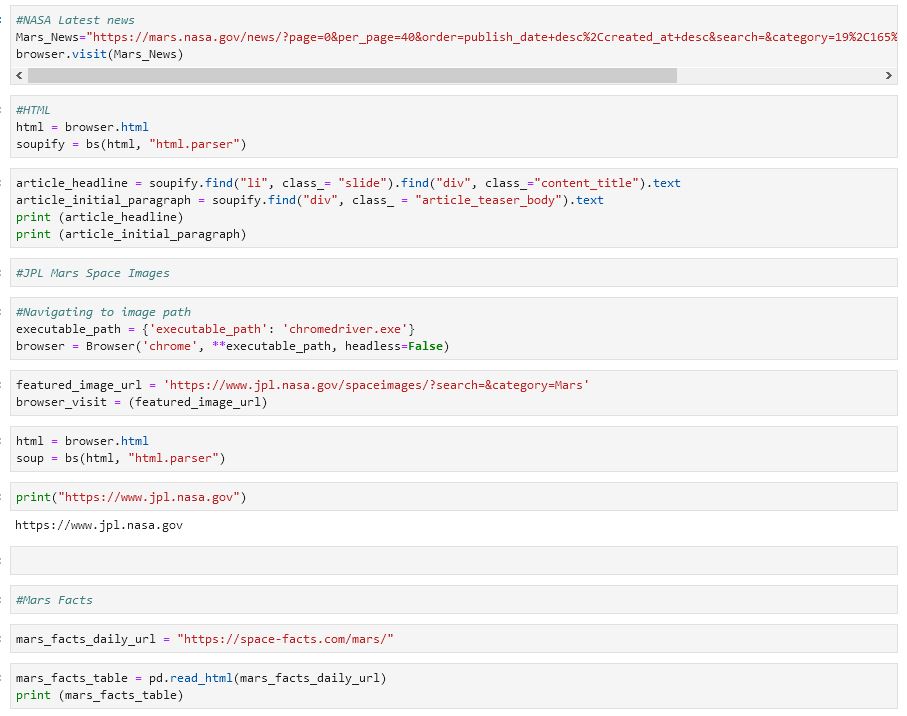 #NASA Latest news
Mars_News="https://mars.nasa.gov/news/?page=0&per_page=40&order=publish_date+desc%2Ccreated_at+desc&search=&category=19%2C165%
browser.visit(Mars_News)
#HTML
html = browser.html
soupify = bs(html, "html.parser")
article_headline = soupify.find("li", class_= "slide").find("div", class_="content_title").text
article_initial_paragraph = soupify.find("div", class_ = "article_teaser_body").text
print (article_headline)
print (article_initial_paragraph)
#JPL Mars Space Images
#Navigating to image path
executable_path = {'executable_path': 'chromedriver.exe'}
browser = Browser('chrome', **executable_path, headless=False)
featured_image_url = 'https://www.jpl.nasa.gov/spaceimages/?search=&category=Mars'
browser_visit = (featured_image_url)
html = browser.html
soup = bs(html, "html.parser")
print("https://www.jpl.nasa.gov")
https://www.jpl.nasa.gov
#Mars Facts
mars_facts_daily_url = "https://space-facts.com/mars/"
mars_facts_table = pd.read_html(mars_facts_daily_url)
print (mars_facts_table)